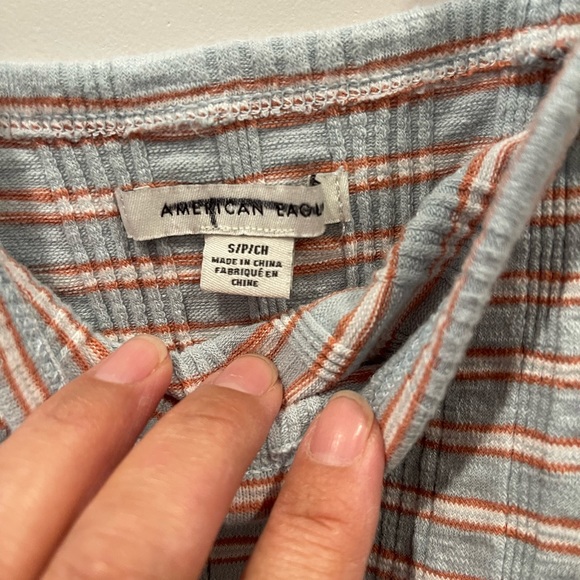 AMERICAN EAGL
S/P/CH
MADE IN CHINA
FABRIQUÉ EN
CHINE